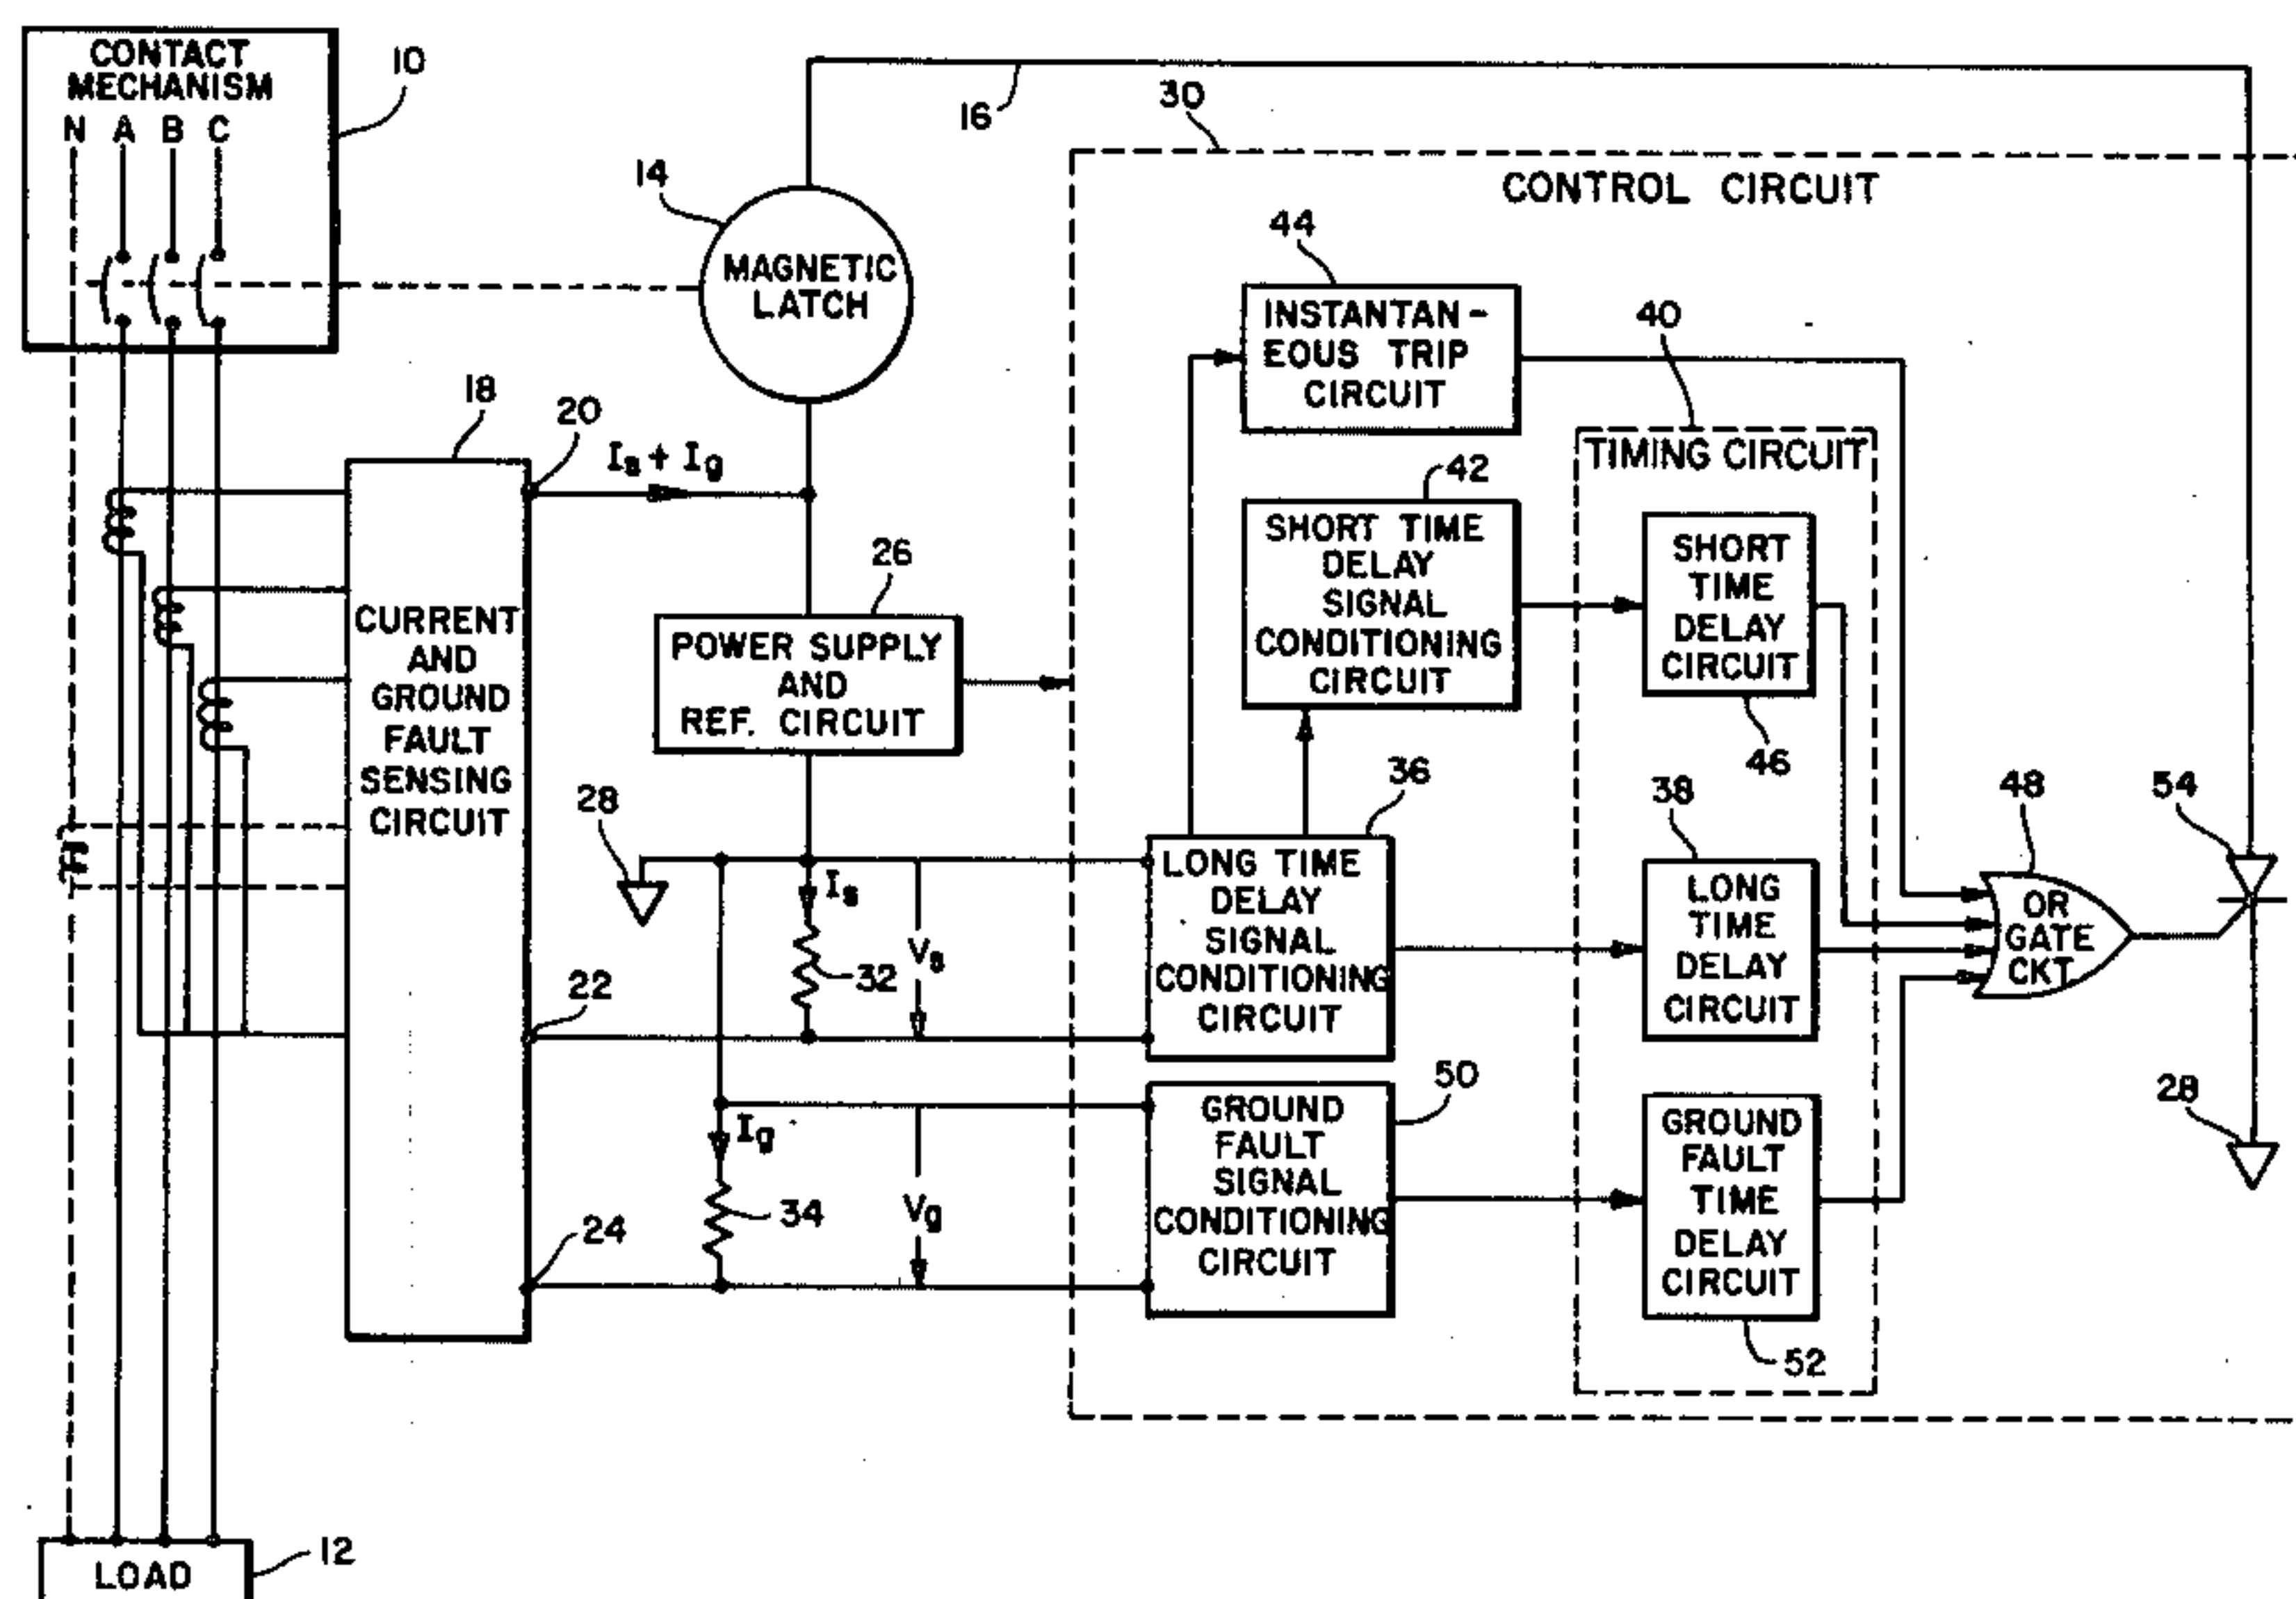 CONTACT
MECHANISM
N A B C
10
14
MAGNETIC
LATCH
16
30
CONTROL CIRCUIT
44
INSTANTAN-
EOUS TRIP
CIRCUIT
40
TIMING CIRCUIT
18
CURRENT
AND
GROUND
FAULT
SENSING
CIRCUIT
20
Is + Ig
26
POWER SUPPLY
AND
REF. CIRCUIT
42
SHORT TIME
DELAY
SIGNAL
CONDITIONING
CIRCUIT
SHORT
TIME
DELAY
CIRCUIT
46
28
Is
32
Vs
22
36
LONG TIME
DELAY
SIGNAL
CONDITIONING
CIRCUIT
38
LONG
TIME
DELAY
CIRCUIT
48
OR
GATE
CKT
54
28
Ig
34
Vg
24
50
GROUND
FAULT
SIGNAL
CONDITIONING
CIRCUIT
GROUND
FAULT
TIME
DELAY
CIRCUIT
52
LOAD
12